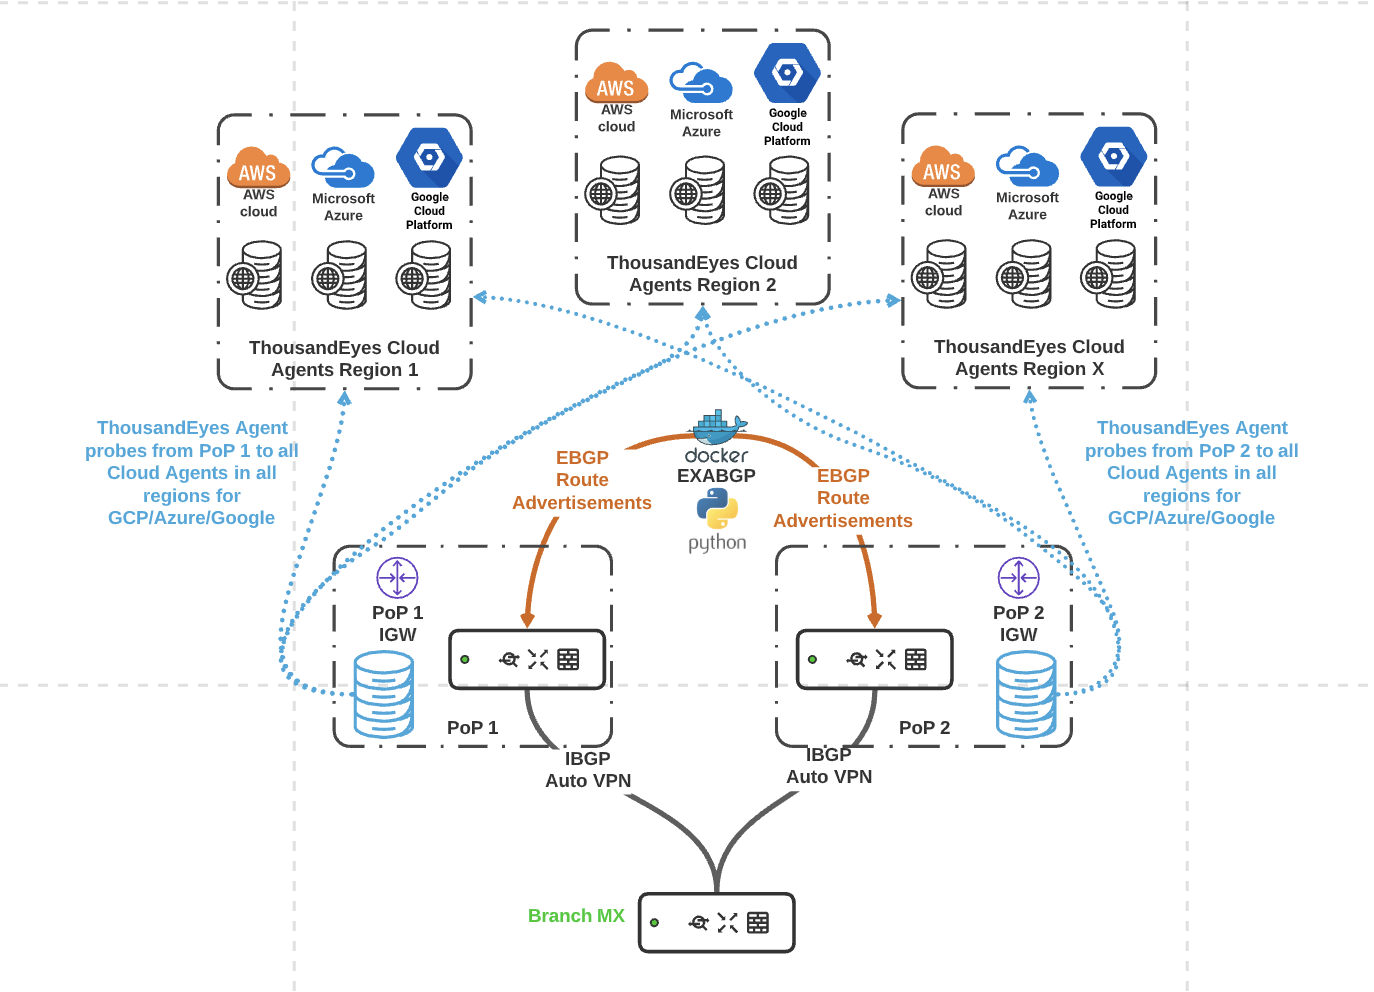 AWS
AWS
cloud
Microsoft
Azure
Google
Cloud
Platform
ThousandEyes Cloud
Agents Region 2
AWS
AWS
cloud
Microsoft
Azure
Google
Cloud
Platform
ThousandEyes Cloud
Agents Region 1
AWS
AWS
cloud
Microsoft
Azure
Google
Cloud
Platform
ThousandEyes Cloud
Agents Region X
ThousandEyes Agent
probes from PoP 1 to all
Cloud Agents in all
regions for
GCP/Azure/Google
docker
EXABGP
python
EBGP
Route
Advertisements
EBGP
Route
Advertisements
ThousandEyes Agent
probes from PoP 2 to all
Cloud Agents in all
regions for
GCP/Azure/Google
PoP 1
IGW
PoP 1
PoP 2
IGW
PoP 2
IBGP
Auto VPN
IBGP
Auto VPN
Branch MX